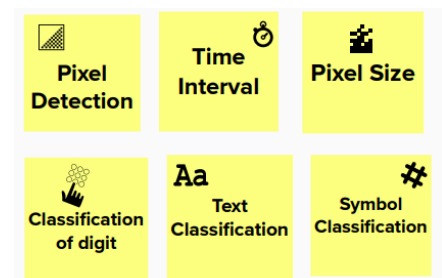 Pixel
Detection
Time
Interval
Pixel Size
Classification
of digit
Aa
Text
Classification
#
Symbol
Classification